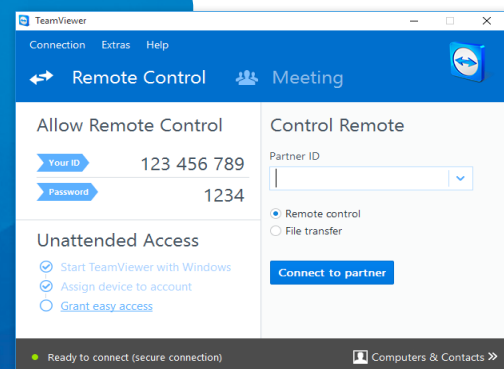 TeamViewer
Connection Extras Help
Remote Control Meeting
Allow Remote Control
Your ID 123 456 789
Password 1234
Unattended Access
Start TeamViewer with Windows
Assign device to account
Grant easy access
Control Remote
Partner ID
Remote control
File transfer
Connect to partner
Ready to connect (secure connection) Computers & Contacts